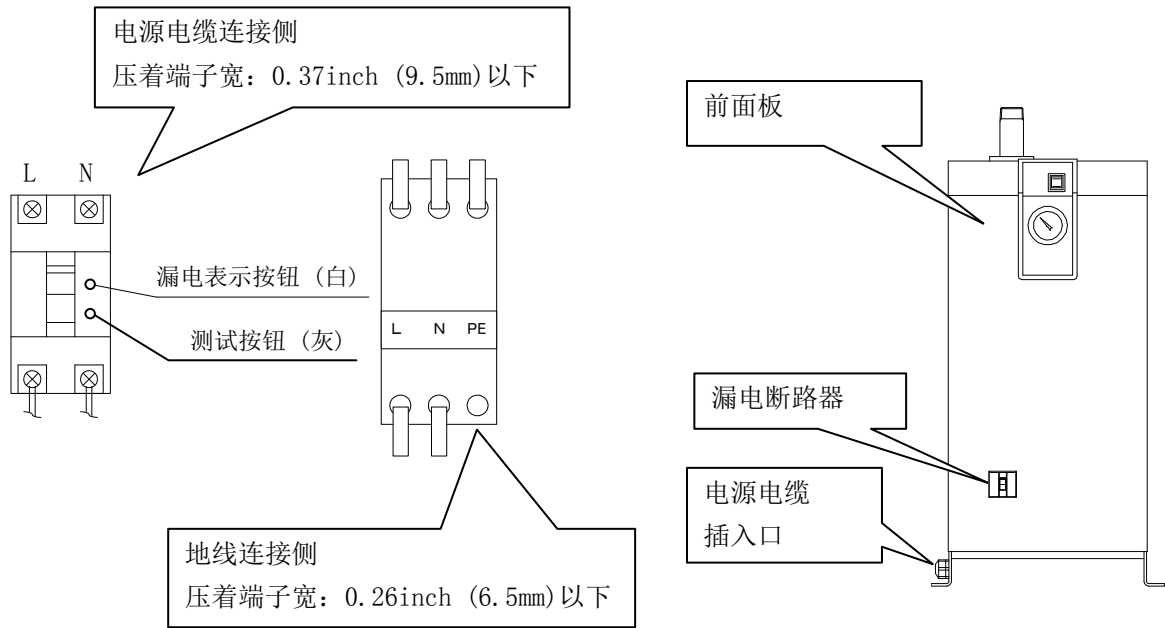 电源电缆连接侧
压着端子宽：0.37inch (9.5mm)以下
L N
漏电表示按钮 (白)
测试按钮 (灰)
L N PE
地线连接侧
压着端子宽：0.26inch (6.5mm)以下
前面板
漏电断路器
电源电缆
插入口